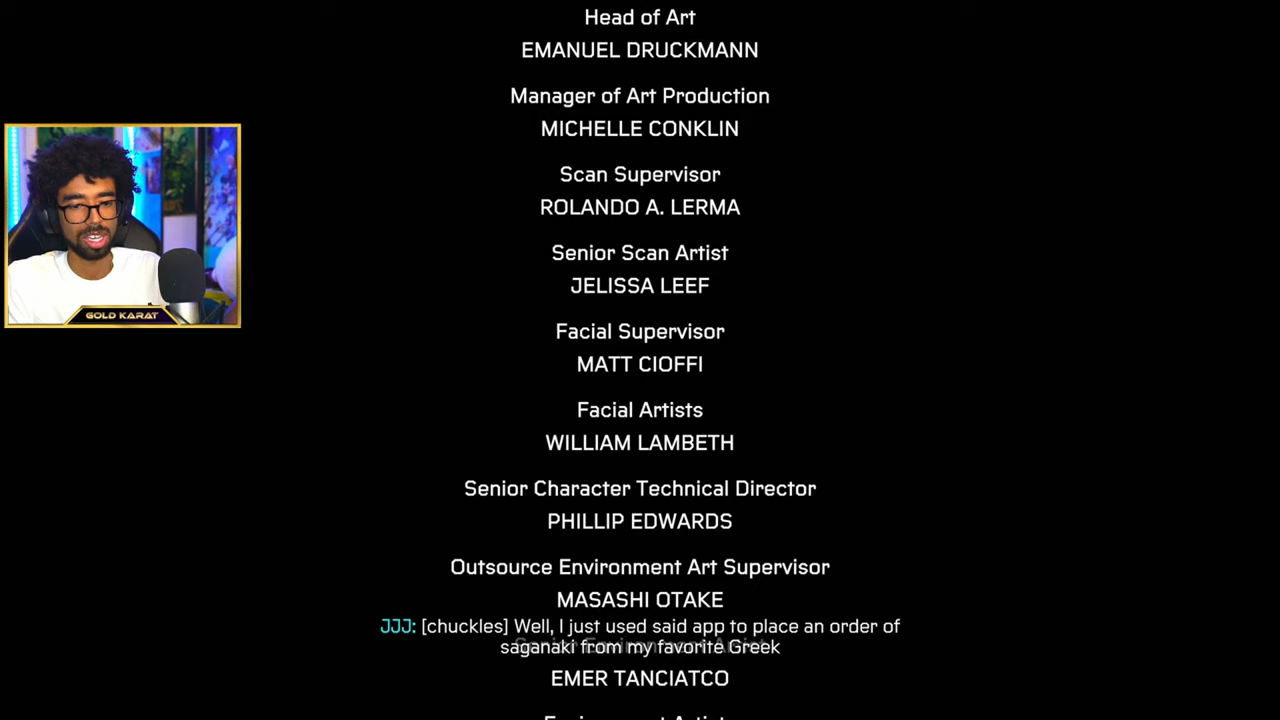 Head of Art
EMANUEL DRUCKMANN
Manager of Art Production
MICHELLE CONKLIN
Scan Supervisor
ROLANDO A. LERMA
Senior Scan Artist
JELISSA LEEF
Facial Supervisor
MATT CIOFFI
GOLD KARAT
Facial Artists
WILLIAM LAMBETH
Senior Character Technical Director
PHILLIP EDWARDS
Outsource Environment Art Supervisor
MASASHI OTAKE
JJJ: [chuckles] Well, I just used said app to place an order of
saganaki from my favorite Greek
Senior Environment Artist
EMER TANCIATCO